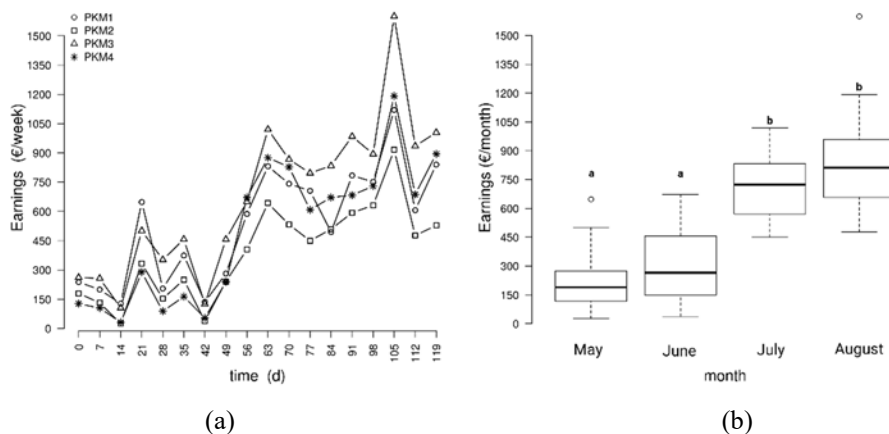 PKM1
PKM2
PKM3
PKM4
Earnings (€/week)
1500
1350
1200
1050
900
750
600
450
300
150
0
0 7 14 21 28 35 42 49 56 63 70 77 84 91 98 105 112 119
time (d)
(a)
Earnings (€/month)
1500
1350
1200
1050
900
750
600
450
300
150
0
a
a
b
b
May June July August
month
(b)